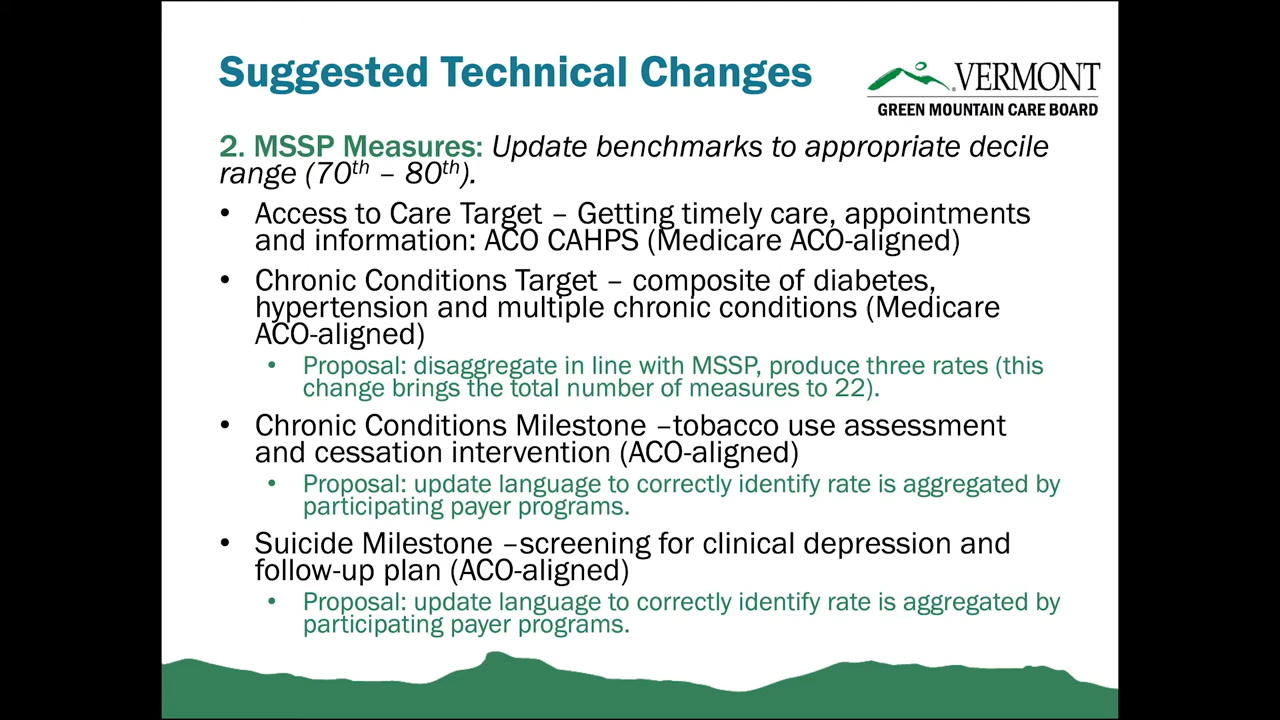 Suggested Technical Changes
VERMONT
GREEN MOUNTAIN CARE BOARD
2. MSSP Measures: Update benchmarks to appropriate decile
range (70th – 80th).
• Access to Care Target – Getting timely care, appointments
and information: ACO CAHPS (Medicare ACO-aligned)
• Chronic Conditions Target – composite of diabetes,
hypertension and multiple chronic conditions (Medicare
ACO-aligned)
• Proposal: disaggregate in line with MSSP, produce three rates (this
change brings the total number of measures to 22).
• Chronic Conditions Milestone –tobacco use assessment
and cessation intervention (ACO-aligned)
• Proposal: update language to correctly identify rate is aggregated by
participating payer programs.
• Suicide Milestone –screening for clinical depression and
follow-up plan (ACO-aligned)
• Proposal: update language to correctly identify rate is aggregated by
participating payer programs.